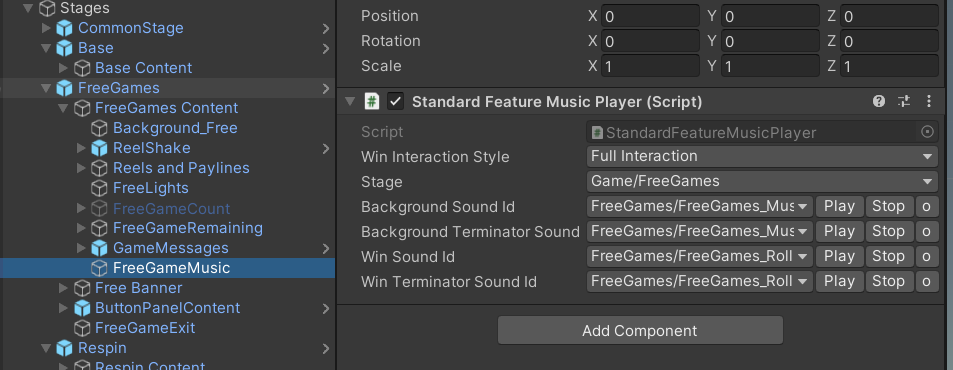 Stages
CommonStage
Base
Base Content
FreeGames
FreeGames Content
Background_Free
ReelShake
Reels and Paylines
FreeLights
FreeGameCount
FreeGameRemaining
GameMessages
FreeGameMusic
Free Banner
ButtonPanelContent
FreeGameExit
Respin
Respin Content
Position X 0 Y 0 Z 0
Rotation X 0 Y 0 Z 0
Scale X 1 Y 1 Z 1
# Standard Feature Music Player (Script)
Script # StandardFeatureMusicPlayer
Win Interaction Style Full Interaction
Stage Game/FreeGames
Background Sound Id FreeGames/FreeGames_Mus Play Stop o
Background Terminator Sound FreeGames/FreeGames_Mus Play Stop o
Win Sound Id FreeGames/FreeGames_Roll Play Stop o
Win Terminator Sound Id FreeGames/FreeGames_Roll Play Stop o
Add Component